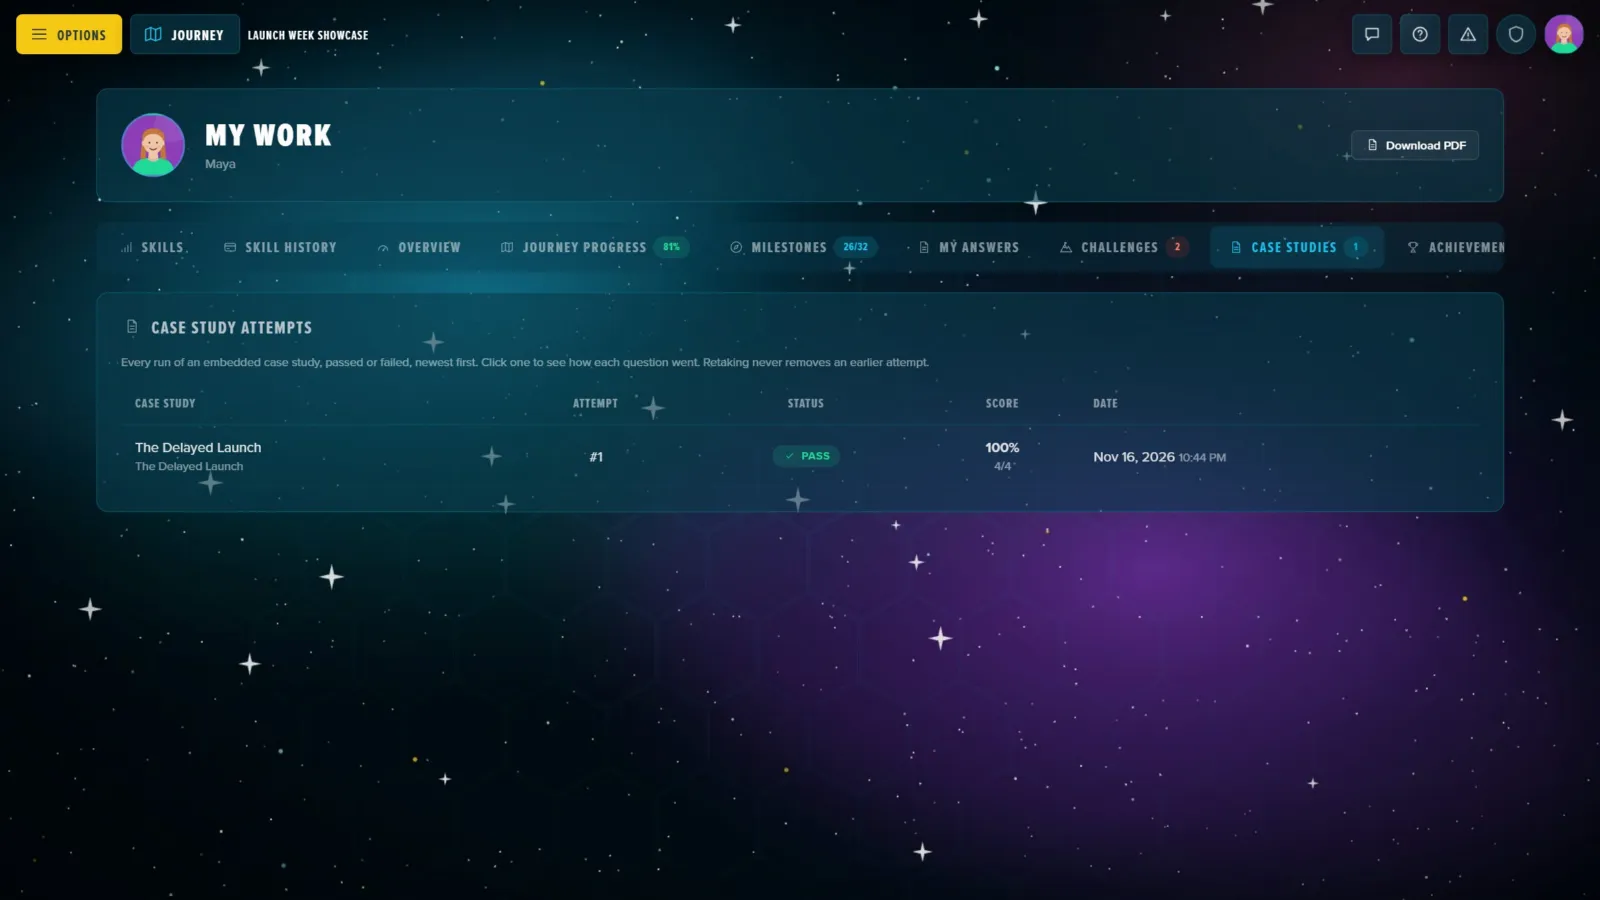 OPTIONS
JOURNEY
LAUNCH WEEK SHOWCASE
MY WORK
Maya
Download PDF
SKILLS
SKILL HISTORY
OVERVIEW
JOURNEY PROGRESS 81%
MILESTONES 26/32
MY ANSWERS
CHALLENGES 2
CASE STUDIES 1
ACHIEVEMEN
CASE STUDY ATTEMPTS
Every run of an embedded case study, passed or failed, newest first. Click one to see how each question went. Retaking never removes an earlier attempt.
CASE STUDY ATTEMPT STATUS SCORE DATE
The Delayed Launch
The Delayed Launch
#1
PASS
100%
4/4
Nov 16, 2026 10:44 PM